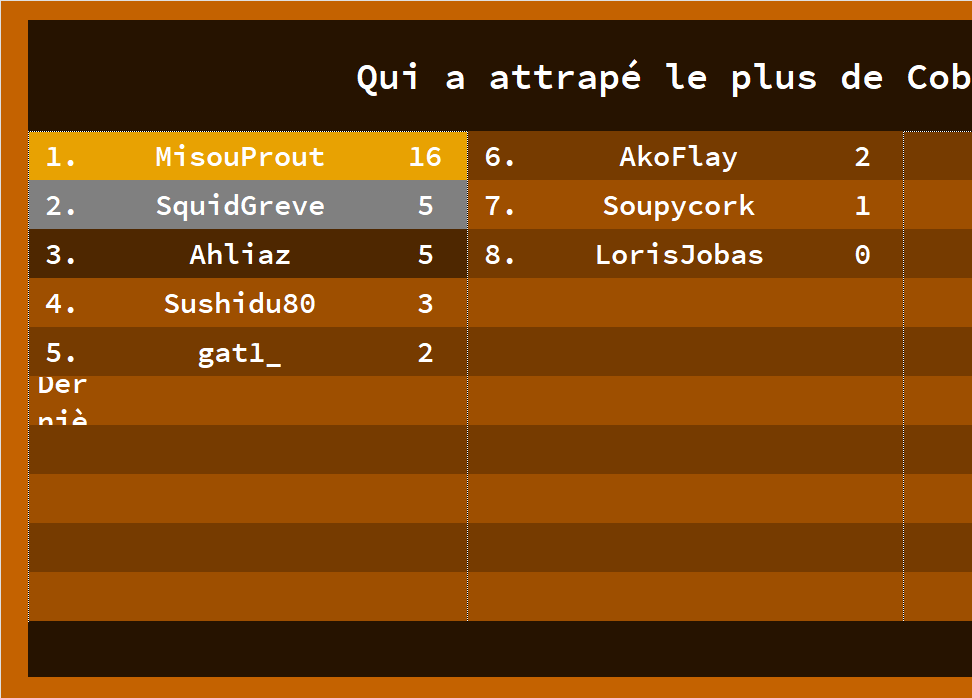 Qui a attrapé le plus de Cob
1. MisouProut 16
2. SquidGreve 5
3. Ahliaz 5
4. Sushidu80 3
5. gat1_ 2
Der
niè
6. AkoFlay 2
7. Soupycork 1
8. LorisJobas 0